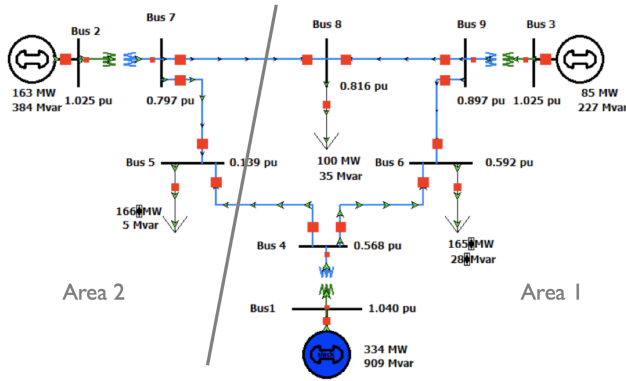 Bus 2
Bus 7
Bus 8
Bus 9
Bus 3
163 MW
384 Mvar
1.025 pu
0.797 pu
0.816 pu
0.897 pu
1.025 pu
85 MW
227 Mvar
100 MW
35 Mvar
Bus 5
0.139 pu
Bus 6
0.592 pu
166 MW
5 Mvar
Bus 4
0.568 pu
165 MW
28 Mvar
Area 2
Area 1
Bus1
1.040 pu
slack
334 MW
909 Mvar